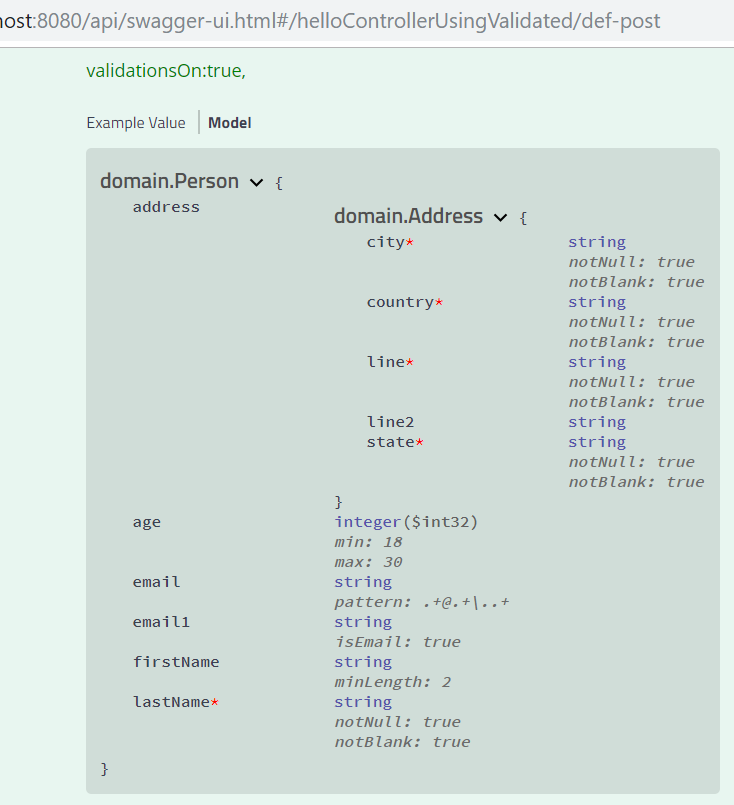 nost:8080/api/swagger-ui.html#/helloControllerUsingValidated/def-post
validationsOn:true,
Example Value Model
domain.Person {
address
domain.Address {
city* string
notNull: true
notBlank: true
country* string
notNull: true
notBlank: true
line* string
notNull: true
notBlank: true
line2 string
state* string
notNull: true
notBlank: true
}
age integer($int32)
min: 18
max: 30
email string
pattern: .+@.+\..+
email1 string
isEmail: true
firstName string
minLength: 2
lastName* string
notNull: true
notBlank: true
}